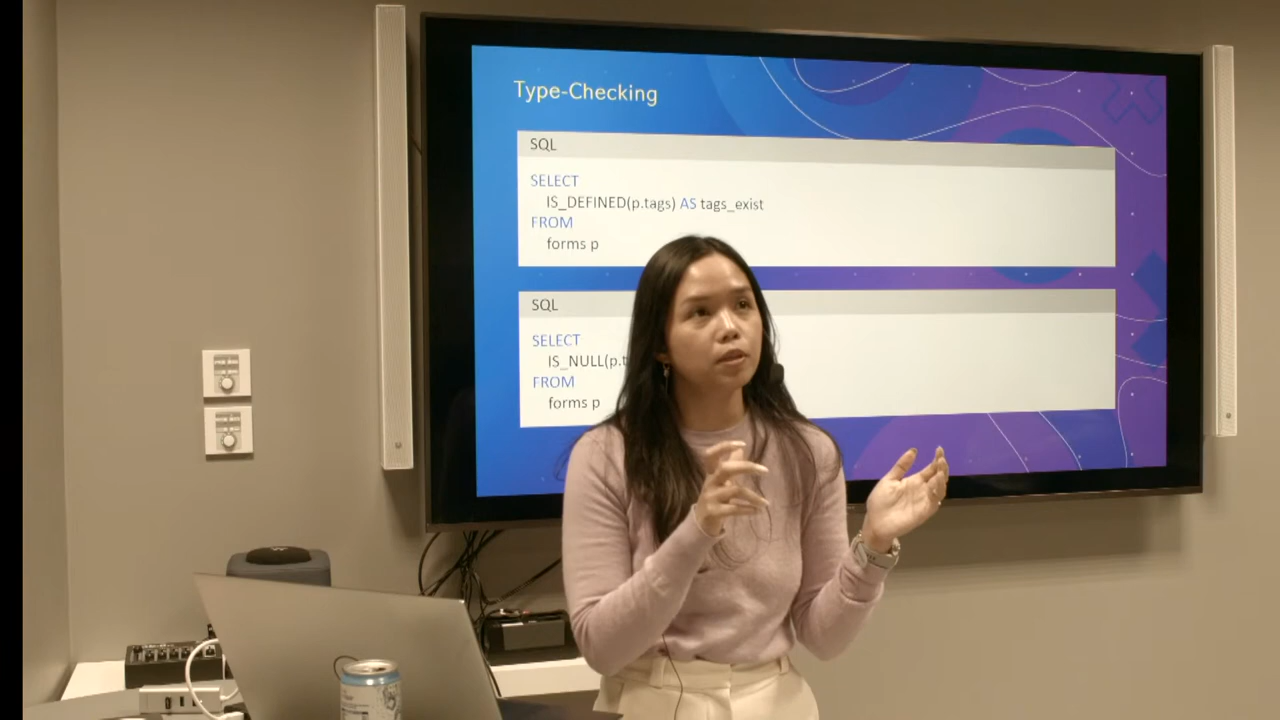 Type-Checking
SQL
SELECT
IS_DEFINED(p.tags) AS tags_exist
FROM
forms p
SQL
SELECT
IS_NULL(p.t
FROM
forms p